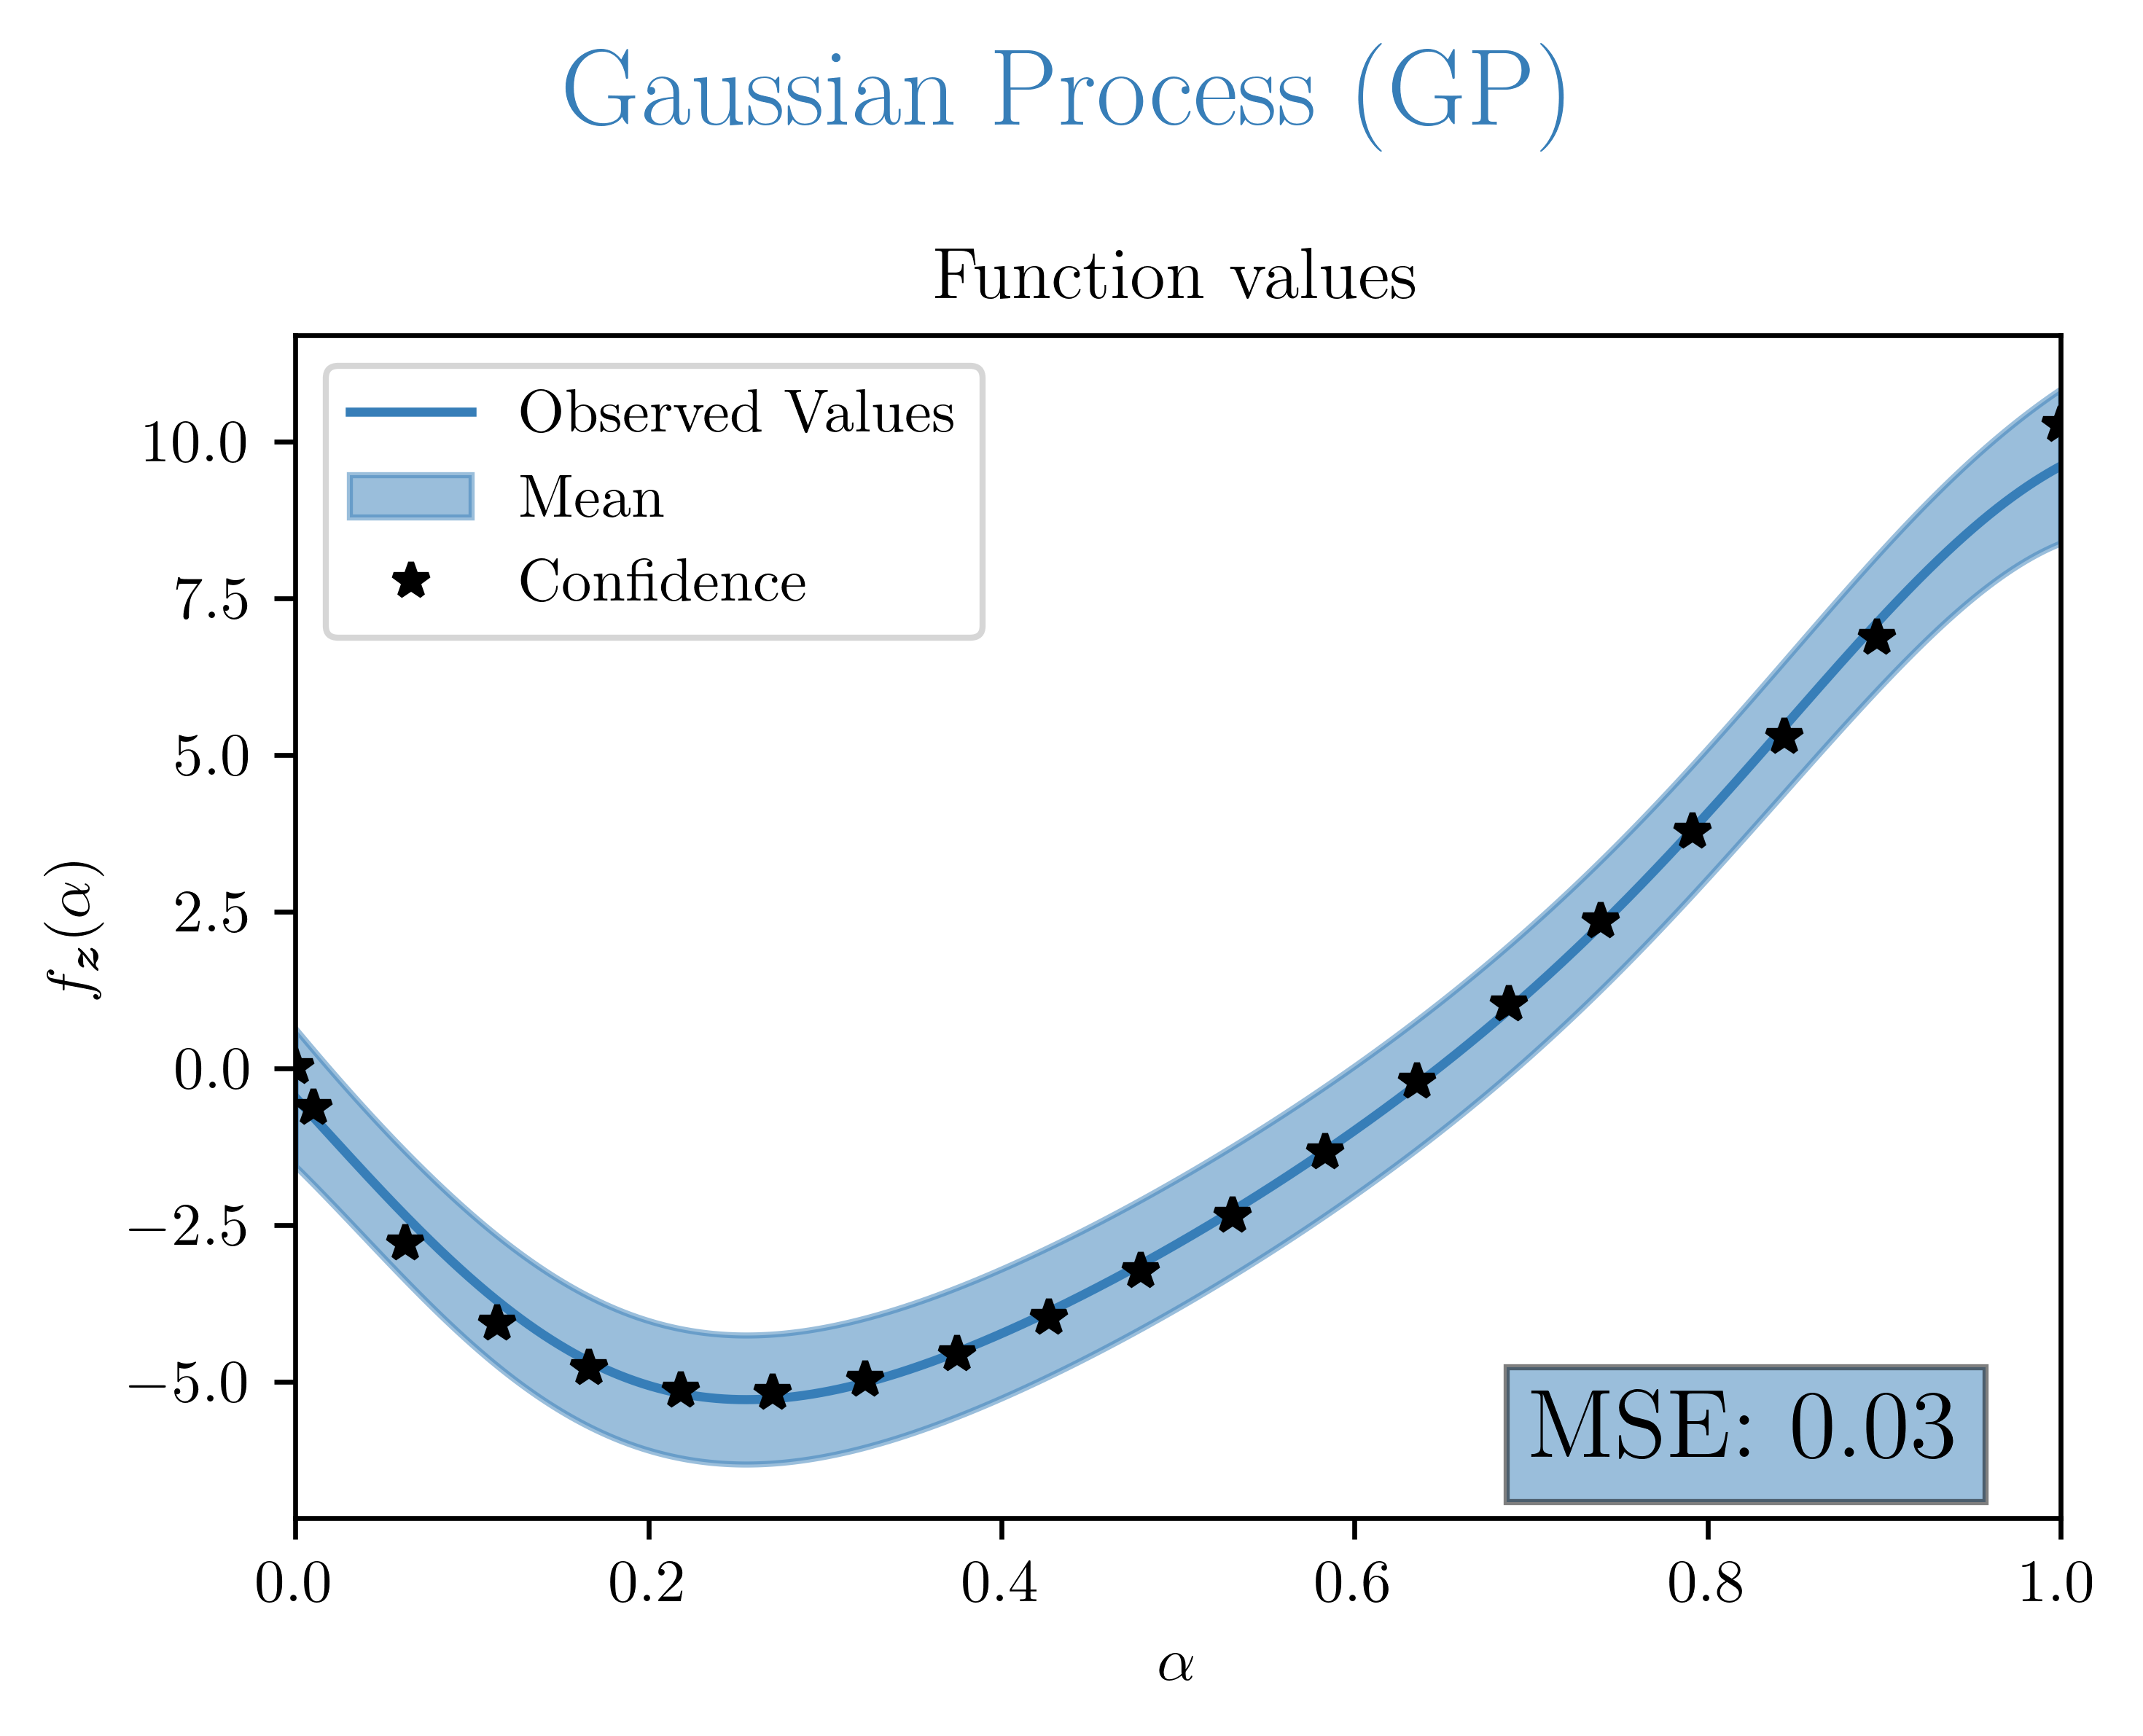 Gaussian Process (GP)
Function values
Observed Values
Mean
Confidence
10.0
7.5
5.0
2.5
0.0
−2.5
−5.0
f_z(α)
MSE: 0.03
0.0 0.2 0.4 0.6 0.8 1.0
α